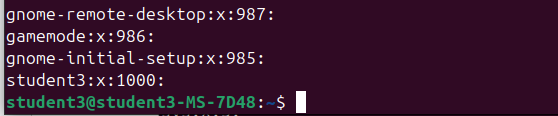 gnome-remote-desktop:x:987:
gamemode:x:986:
gnome-initial-setup:x:985:
student3:x:1000:
student3@student3-MS-7D48:~$